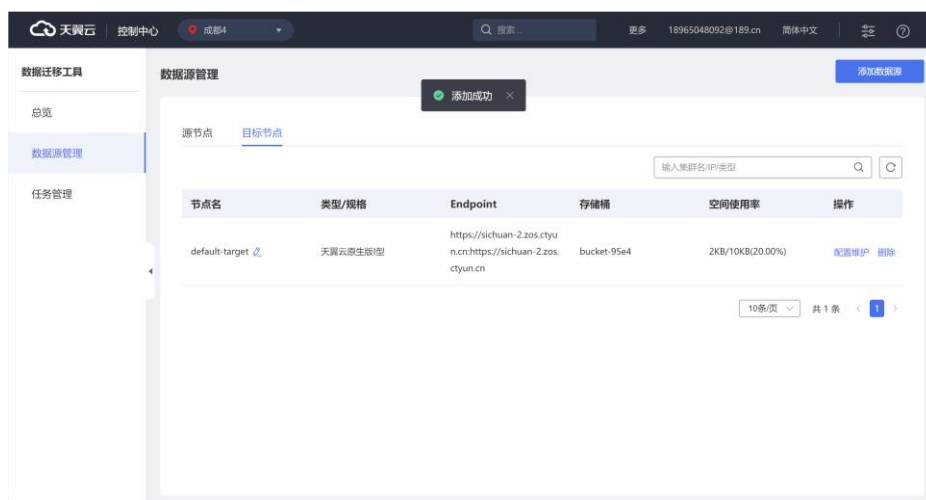 天翼云 控制中心 成都4 搜索... 更多 18965048092@189.cn 简体中文
数据迁移工具
总览
数据源管理
任务管理
数据源管理
添加数据源
添加成功
源节点 目标节点
输入集群名/IP/类型
节点名 类型/规格 Endpoint 存储桶 空间使用率 操作
default-target 天翼云原生版I型 https://sichuan-2.zos.ctyu
n.cn:https://sichuan-2.zos.
ctyun.cn bucket-95e4 2KB/10KB(20.00%) 配置维护 删除
10条/页 共 1 条 1